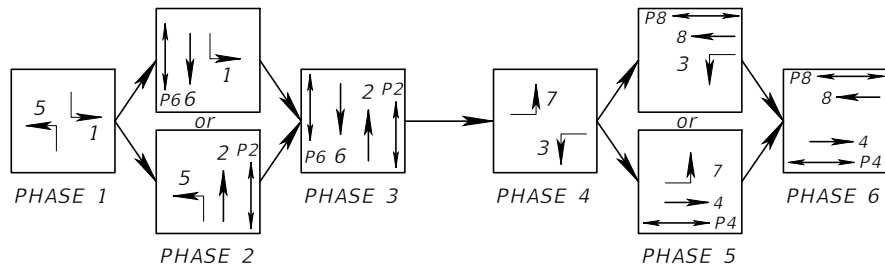 5
1
PHASE 1
P6
6
1
or
5
2
P2
PHASE 2
P6
6
2
P2
PHASE 3
7
3
PHASE 4
P8
8
3
or
7
4
P4
PHASE 5
P8
8
4
P4
PHASE 6